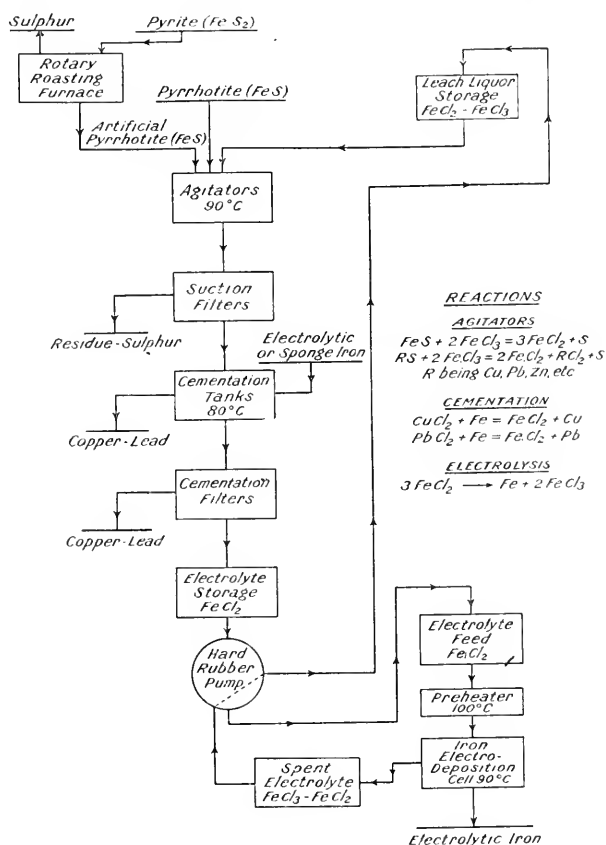 Sulphur
Pyrite (FeS₂)
Rotary
Roasting
Furnace
Pyrrhotite (FeS)
Leach Liquor
Storage
FeCl₂ - FeCl₃
Artificial
Pyrrhotite (FeS)
Agitators
90°C
Suction
Filters
Residue-Sulphur
Electrolytic
or Sponge Iron
Cementation
Tanks
80°C
Copper-Lead
Cementation
Filters
Copper-Lead
Electrolyte
Storage
FeCl₂
Hard
Rubber
Pump
REACTIONS
AGITATORS
FeS + 2FeCl₃ = 3FeCl₂ + S
RS + 2FeCl₃ = 2FeCl₂ + RCl₂ + S
R being Cu, Pb, Zn, etc
CEMENTATION
CuCl₂ + Fe = FeCl₂ + Cu
PbCl₂ + Fe = FeCl₂ + Pb
ELECTROLYSIS
3FeCl₂ ⟶ Fe + 2FeCl₃
Electrolyte
Feed
FeCl₂
Preheater
100°C
Iron
Electro-
Deposition
Cell 90°C
Spent
Electrolyte
FeCl₃-FeCl₂
Electrolytic Iron